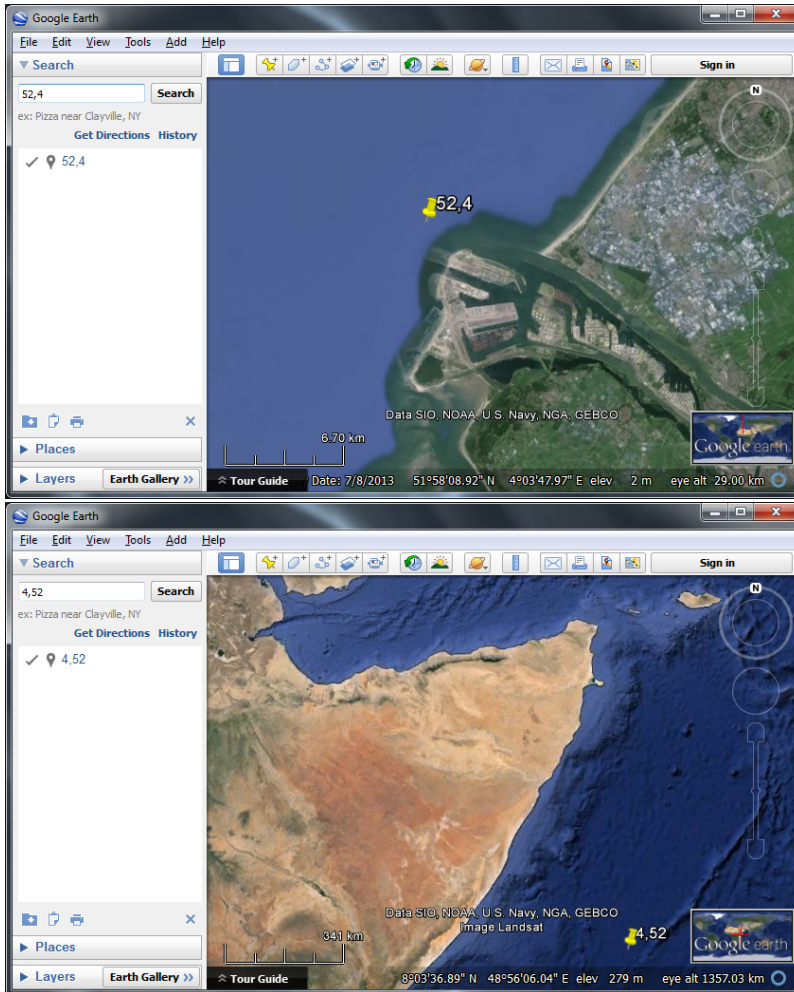 Google Earth
File Edit View Tools Add Help
Search
Sign in
52,4
Search
ex: Pizza near Clayville, NY
Get Directions History
52,4
N
52,4
Data SIO, NOAA, U.S. Navy, NGA, GEBCO
6.70 km
Google earth
Places
Layers
Earth Gallery >>
Tour Guide
Date: 7/8/2013 51°58'08.92" N 4°03'47.97" E elev 2 m eye alt 29.00 km
Google Earth
File Edit View Tools Add Help
Search
Sign in
4,52
Search
ex: Pizza near Clayville, NY
Get Directions History
4,52
N
Data SIO, NOAA, U.S. Navy, NGA, GEBCO
Image Landsat
341 km
4,52
Google earth
Places
Layers
Earth Gallery >>
Tour Guide
8°03'36.89" N 48°56'06.04" E elev 279 m eye alt 1357.03 km